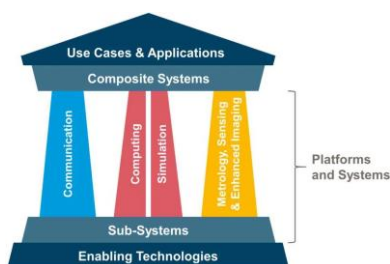 Use Cases & Applications
Composite Systems
Communication
Computing
Simulation
Metrology, Sensing
& Enhanced Imaging
Platforms
and Systems
Sub-Systems
Enabling Technologies